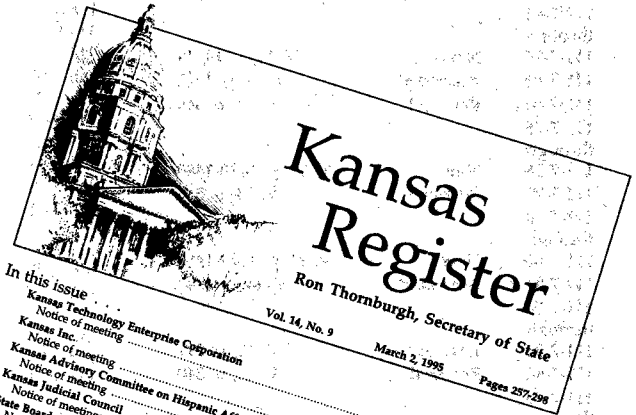 Kansas
Register
Ron Thornburgh, Secretary of State
Vol. 14, No. 9 March 2, 1995 Pages 257-298
In this issue . . .
Kansas Technology Enterprise Corporation
Notice of meeting
Kansas Inc.
Notice of meeting
Kansas Advisory Committee on Hispanic
Notice of meeting
Kansas Judicial Council
Notice of meeting
State Board